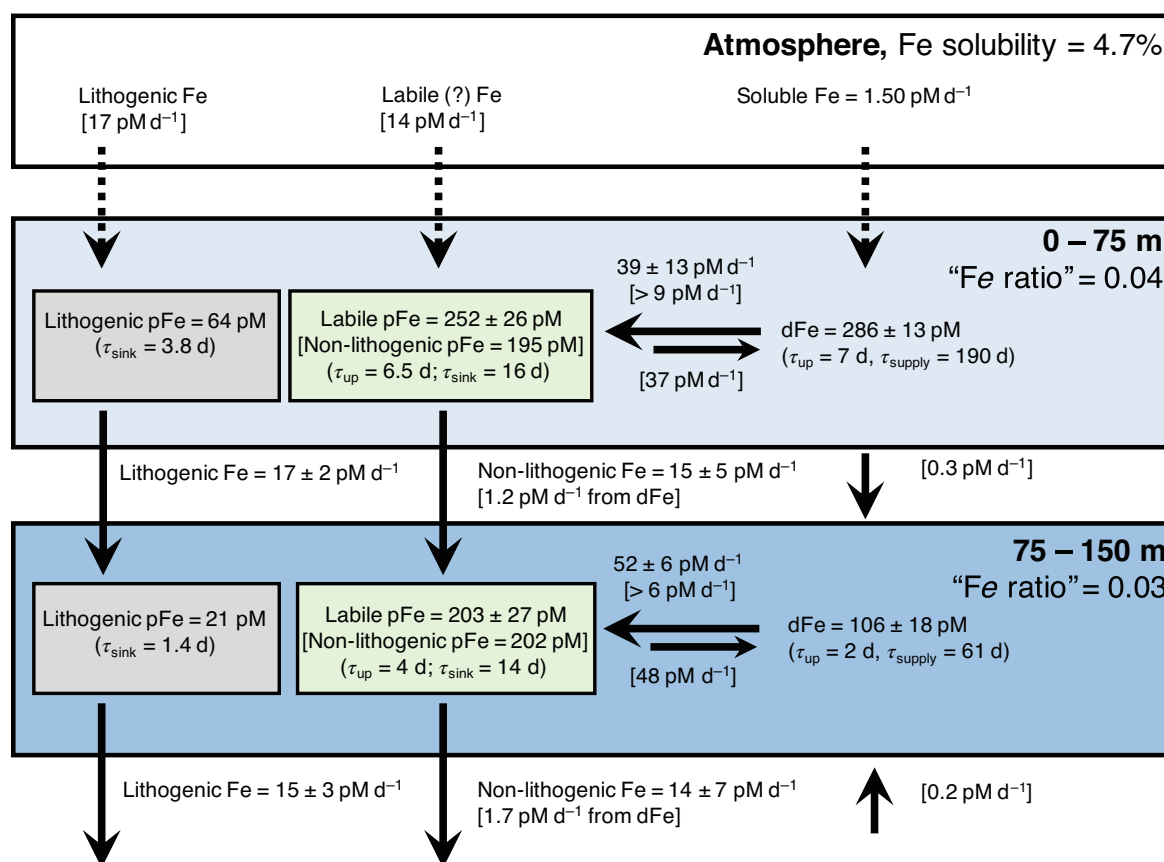 Atmosphere, Fe solubility = 4.7%
Lithogenic Fe
[17 pM d⁻¹]
Labile (?) Fe
[14 pM d⁻¹]
Soluble Fe = 1.50 pM d⁻¹
0 – 75 m
“Fe ratio” = 0.04
Lithogenic pFe = 64 pM
(τsink = 3.8 d)
Labile pFe = 252 ± 26 pM
[Non-lithogenic pFe = 195 pM]
(τup = 6.5 d; τsink = 16 d)
39 ± 13 pM d⁻¹
[> 9 pM d⁻¹]
[37 pM d⁻¹]
dFe = 286 ± 13 pM
(τup = 7 d, τsupply = 190 d)
Lithogenic Fe = 17 ± 2 pM d⁻¹
Non-lithogenic Fe = 15 ± 5 pM d⁻¹
[1.2 pM d⁻¹ from dFe]
[0.3 pM d⁻¹]
75 – 150 m
“Fe ratio” = 0.03
Lithogenic pFe = 21 pM
(τsink = 1.4 d)
Labile pFe = 203 ± 27 pM
[Non-lithogenic pFe = 202 pM]
(τup = 4 d; τsink = 14 d)
52 ± 6 pM d⁻¹
[> 6 pM d⁻¹]
[48 pM d⁻¹]
dFe = 106 ± 18 pM
(τup = 2 d, τsupply = 61 d)
Lithogenic Fe = 15 ± 3 pM d⁻¹
Non-lithogenic Fe = 14 ± 7 pM d⁻¹
[1.7 pM d⁻¹ from dFe]
[0.2 pM d⁻¹]